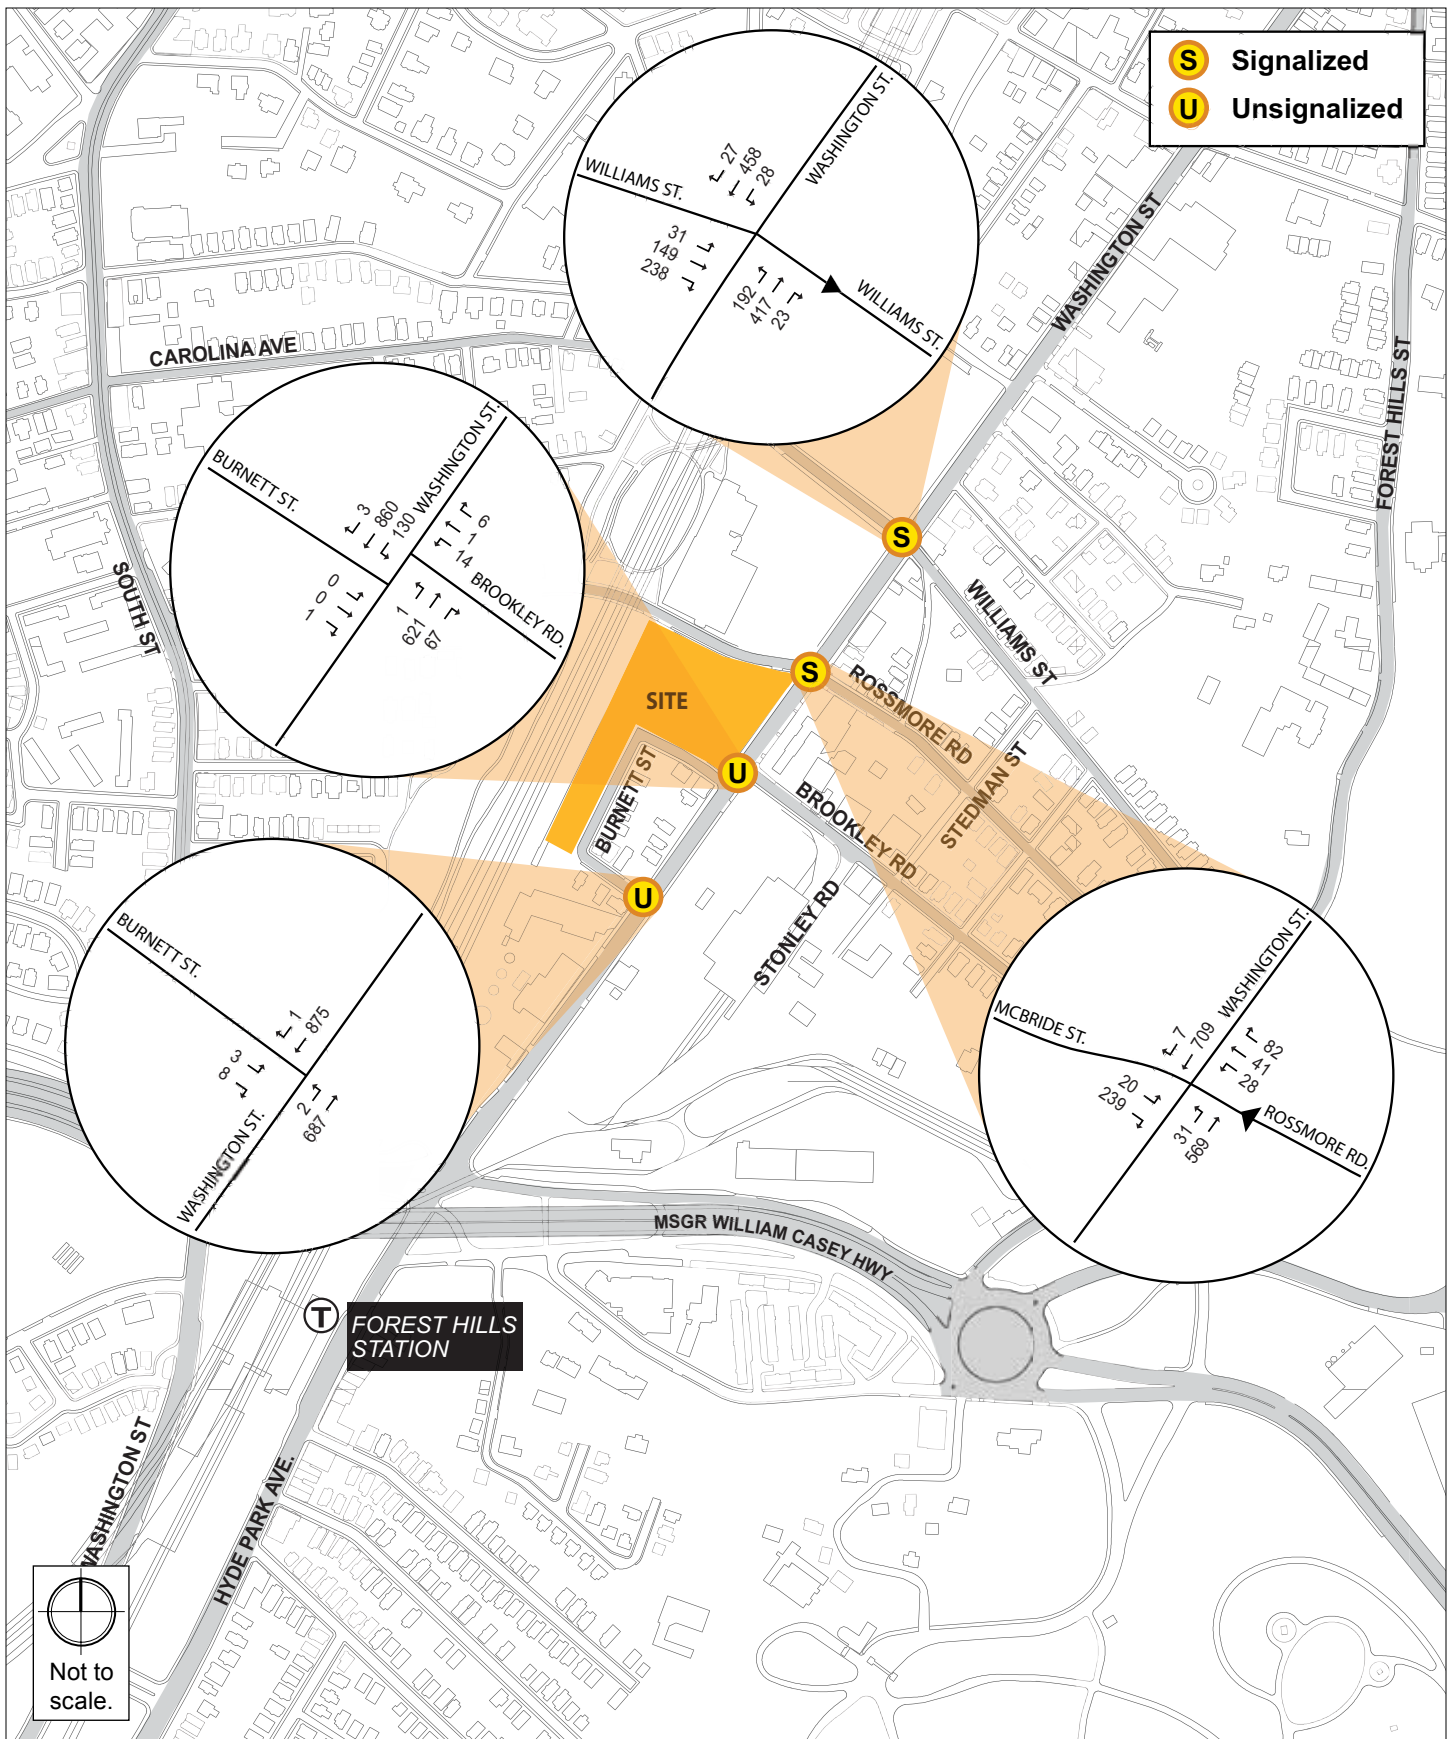 S Signalized
U Unsignalized
WASHINGTON ST.
WILLIAMS ST.
27
458
28
31
149
238
192
417
23
WILLIAMS ST.
WASHINGTON ST
FOREST HILLS ST
CAROLINA AVE
SOUTH ST
WASHINGTON ST.
BURNETT ST.
3
860
130
6
1
14
0
0
1
1
621
67
BROOKLEY RD.
S
WILLIAMS ST
S
SITE
ROSSMORE RD
STEDMAN ST
U
BURNETT ST
BROOKLEY RD
STONLEY RD
U
BURNETT ST.
1
875
3
8
2
687
WASHINGTON ST.
WASHINGTON ST.
MCBRIDE ST.
7
709
82
41
28
20
239
31
569
ROSSMORE RD.
MSGR WILLIAM CASEY HWY
T
FOREST HILLS
STATION
WASHINGTON ST
HYDE PARK AVE.
Not to
scale.